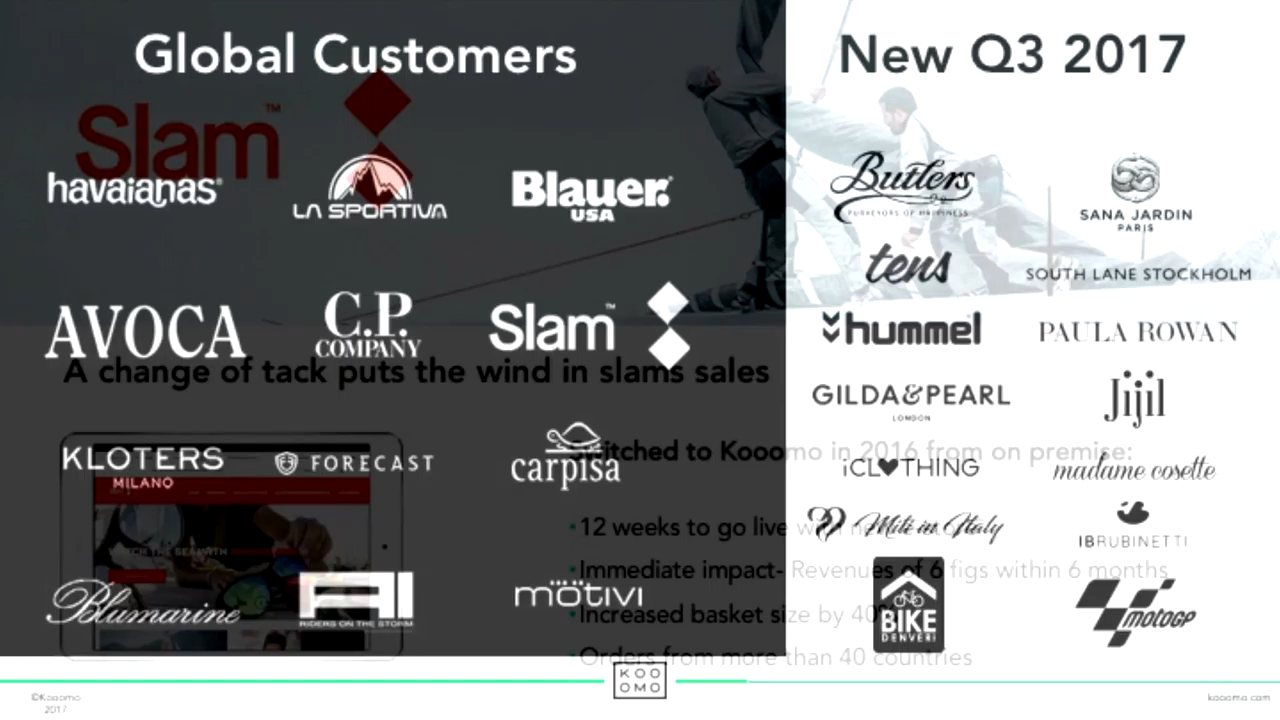 Global Customers
New Q3 2017
Slam™
havaianas®
LA SPORTIVA
Blauer.®
USA
Butlers
PURVEYORS OF HAPPINESS
SANA JARDIN
PARIS
tens
SOUTH LANE STOCKHOLM
AVOCA
C.P.
COMPANY
Slam™
hummel®
PAULA ROWAN
A change of tack puts the wind in slams sales
GILDA&PEARL
LONDON
Jijil
Switched to Kooomo in 2016 from on premise:
KLOTERS
MILANO
FORECAST
carpisa
iCL♥THING
madame cosette
•12 weeks to go live with
Mili in Italy
IBRUBINETTI
•Immediate impact- Revenues of 6 figs within 6 months
Blumarine
RIDERS ON THE STORM
mötivi
•Increased basket size by 40%
BIKE
DENVER!
motoGP
•Orders from more than 40 countries
KOO
OMO
©Kooomo
2017
kooomo.com